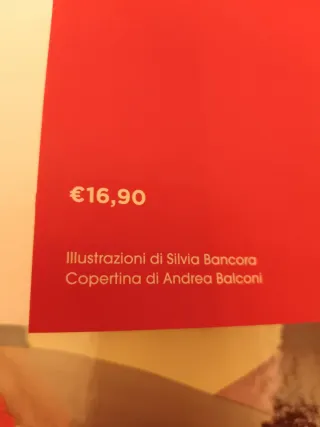 €16,90
Illustrazioni di Silvia Bancora
Copertina di Andrea Balconi